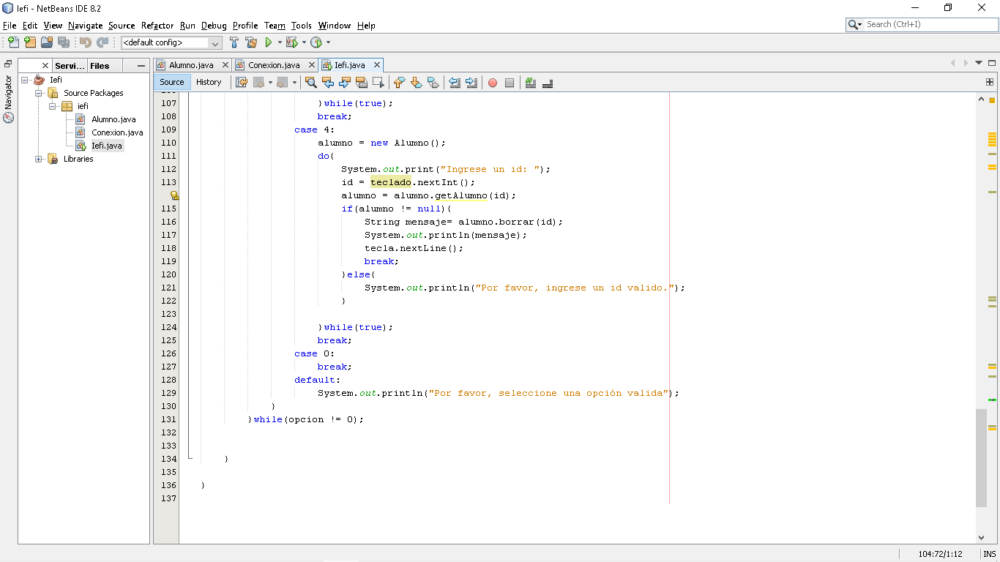 Iefi - NetBeans IDE 8.2
File Edit View Navigate Source Refactor Run Debug Profile Team Tools Window Help
Search (Ctrl+I)
<default config>
Servi... Files
Alumno.java Conexion.java Iefi.java
Navigator
Source History
Iefi
Source Packages
iefi
Alumno.java
Conexion.java
Iefi.java
Libraries
107 }while(true);
108 break;
109 case 4:
110 alumno = new Alumno();
111 do{
112 System.out.print("Ingrese un id: ");
113 id = teclado.nextInt();
alumno = alumno.getAlumno(id);
115 if(alumno != null){
116 String mensaje= alumno.borrar(id);
117 System.out.println(mensaje);
118 tecla.nextLine();
119 break;
120 }else{
121 System.out.println("Por favor, ingrese un id valido.");
122 }
123
124 }while(true);
125 break;
126 case 0:
127 break;
128 default:
129 System.out.println("Por favor, seleccione una opción valida");
130 }
131 }while(opcion != 0);
132
133
134 }
135
136 }
137
104:72/1:12 INS